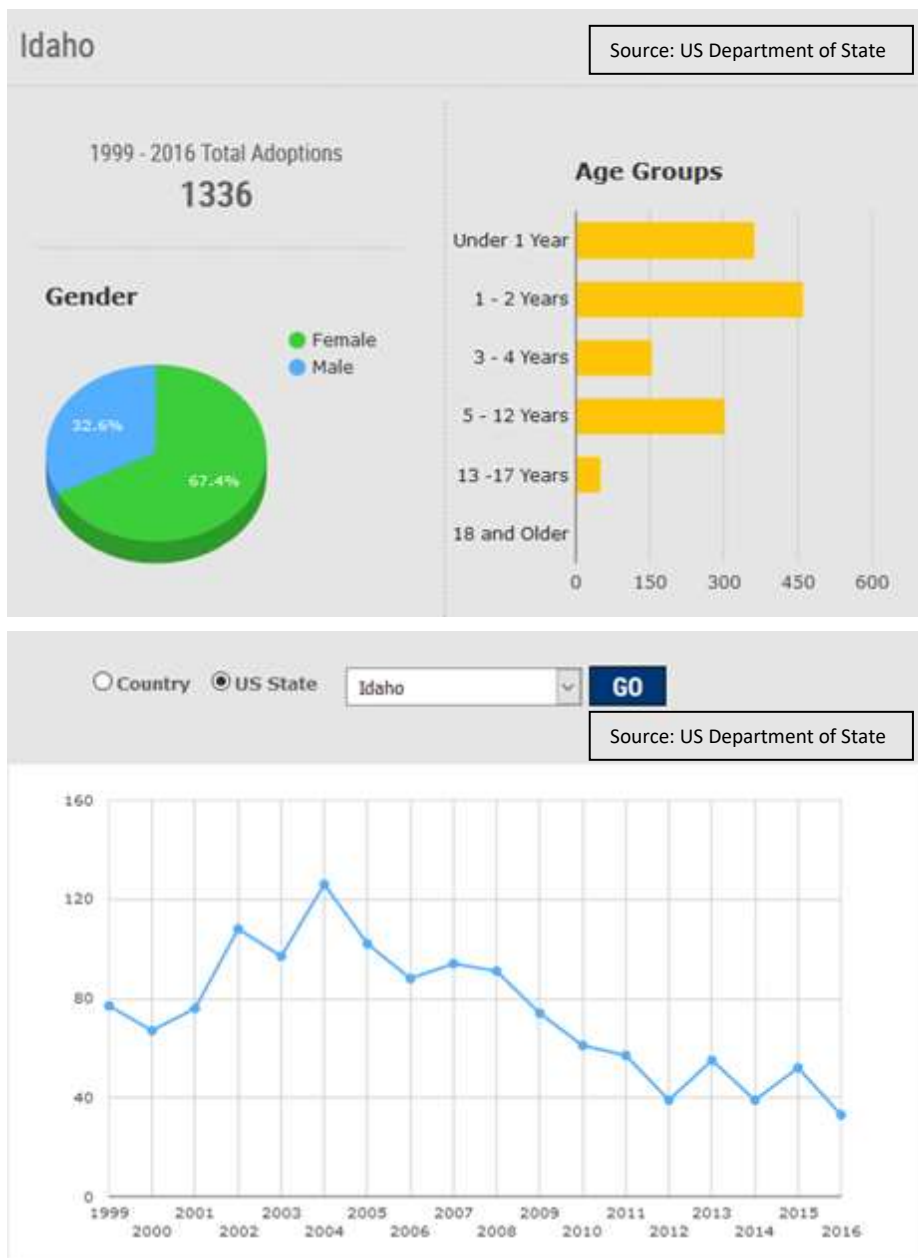 Idaho
Source: US Department of State
1999 - 2016 Total Adoptions
1336
Gender
Female
Male
32.6%
67.4%
Age Groups
Under 1 Year
1 - 2 Years
3 - 4 Years
5 - 12 Years
13 -17 Years
18 and Older
0 150 300 450 600
Country US State Idaho GO
Source: US Department of State
160
120
80
40
0
1999 2001 2003 2005 2007 2009 2011 2013 2015
2000 2002 2004 2006 2008 2010 2012 2014 2016